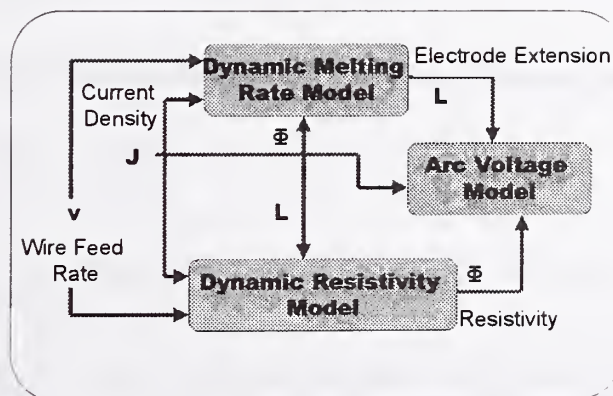 Dynamic Melting
Rate Model
Electrode Extension
L
Current
Density
Φ
J
Arc Voltage
Model
L
v
Wire Feed
Rate
Dynamic Resistivity
Model
Φ
Resistivity